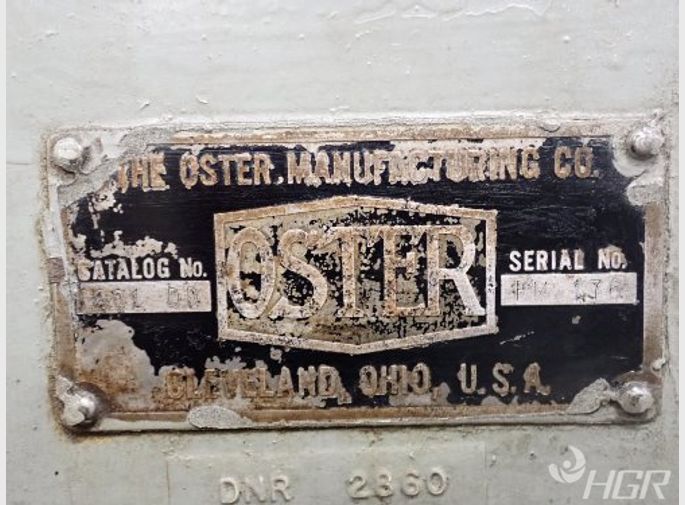 THE OSTER MANUFACTURING CO.
OSTER
CATALOG No.
SERIAL No.
CLEVELAND, OHIO, U.S.A.
DNR 2360
HGR